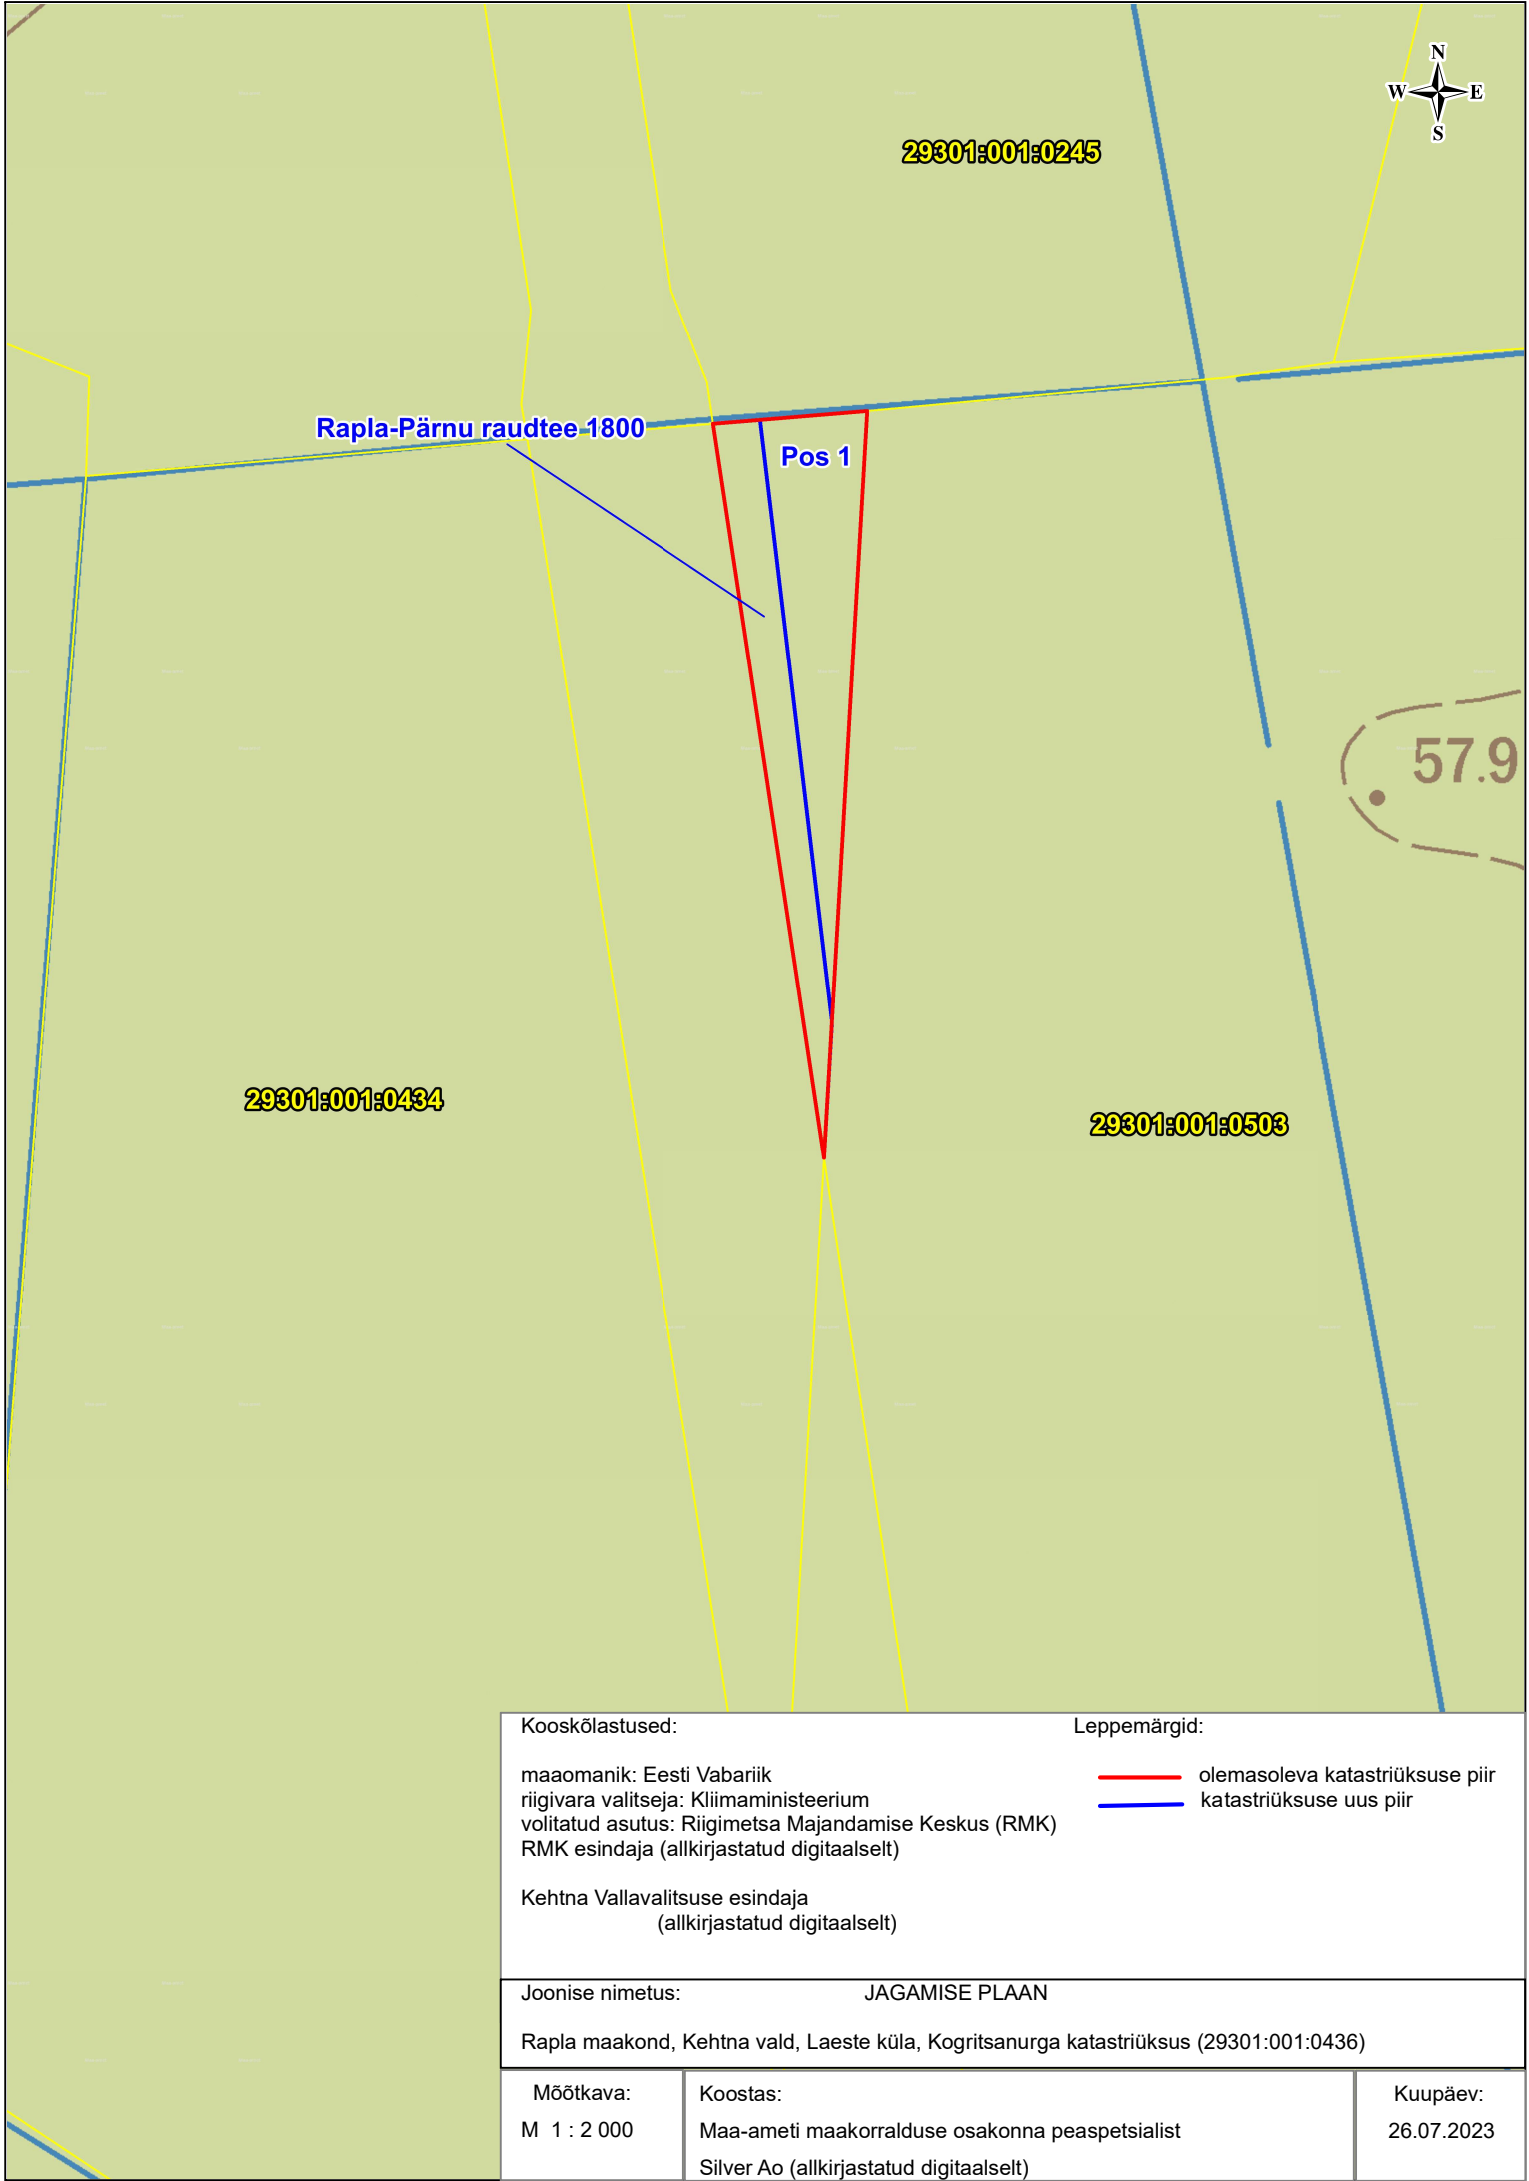 N
W E
S
29301:001:0245
Rapla-Pärnu raudtee 1800
Pos 1
57.9
29301:001:0434
29301:001:0503
Kooskõlastused:
Leppemärgid:
maaomanik: Eesti Vabariik
riigivara valitseja: Kliimaministeerium
volitatud asutus: Riigimetsa Majandamise Keskus (RMK)
RMK esindaja (allkirjastatud digitaalselt)
olemasoleva katastriüksuse piir
katastriüksuse uus piir
Kehtna Vallavalitsuse esindaja
(allkirjastatud digitaalselt)
Joonise nimetus: JAGAMISE PLAAN
Rapla maakond, Kehtna vald, Laeste küla, Kogritsanurga katastriüksus (29301:001:0436)
Mõõtkava:
M 1 : 2 000
Koostas:
Maa-ameti maakorralduse osakonna peaspetsialist
Silver Ao (allkirjastatud digitaalselt)
Kuupäev:
26.07.2023